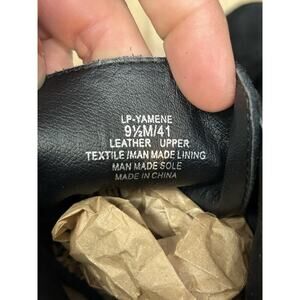 LP-YAMENE
9½M/41
LEATHER UPPER
TEXTILE/MAN MADE LINING
MAN MADE SOLE
MADE IN CHINA